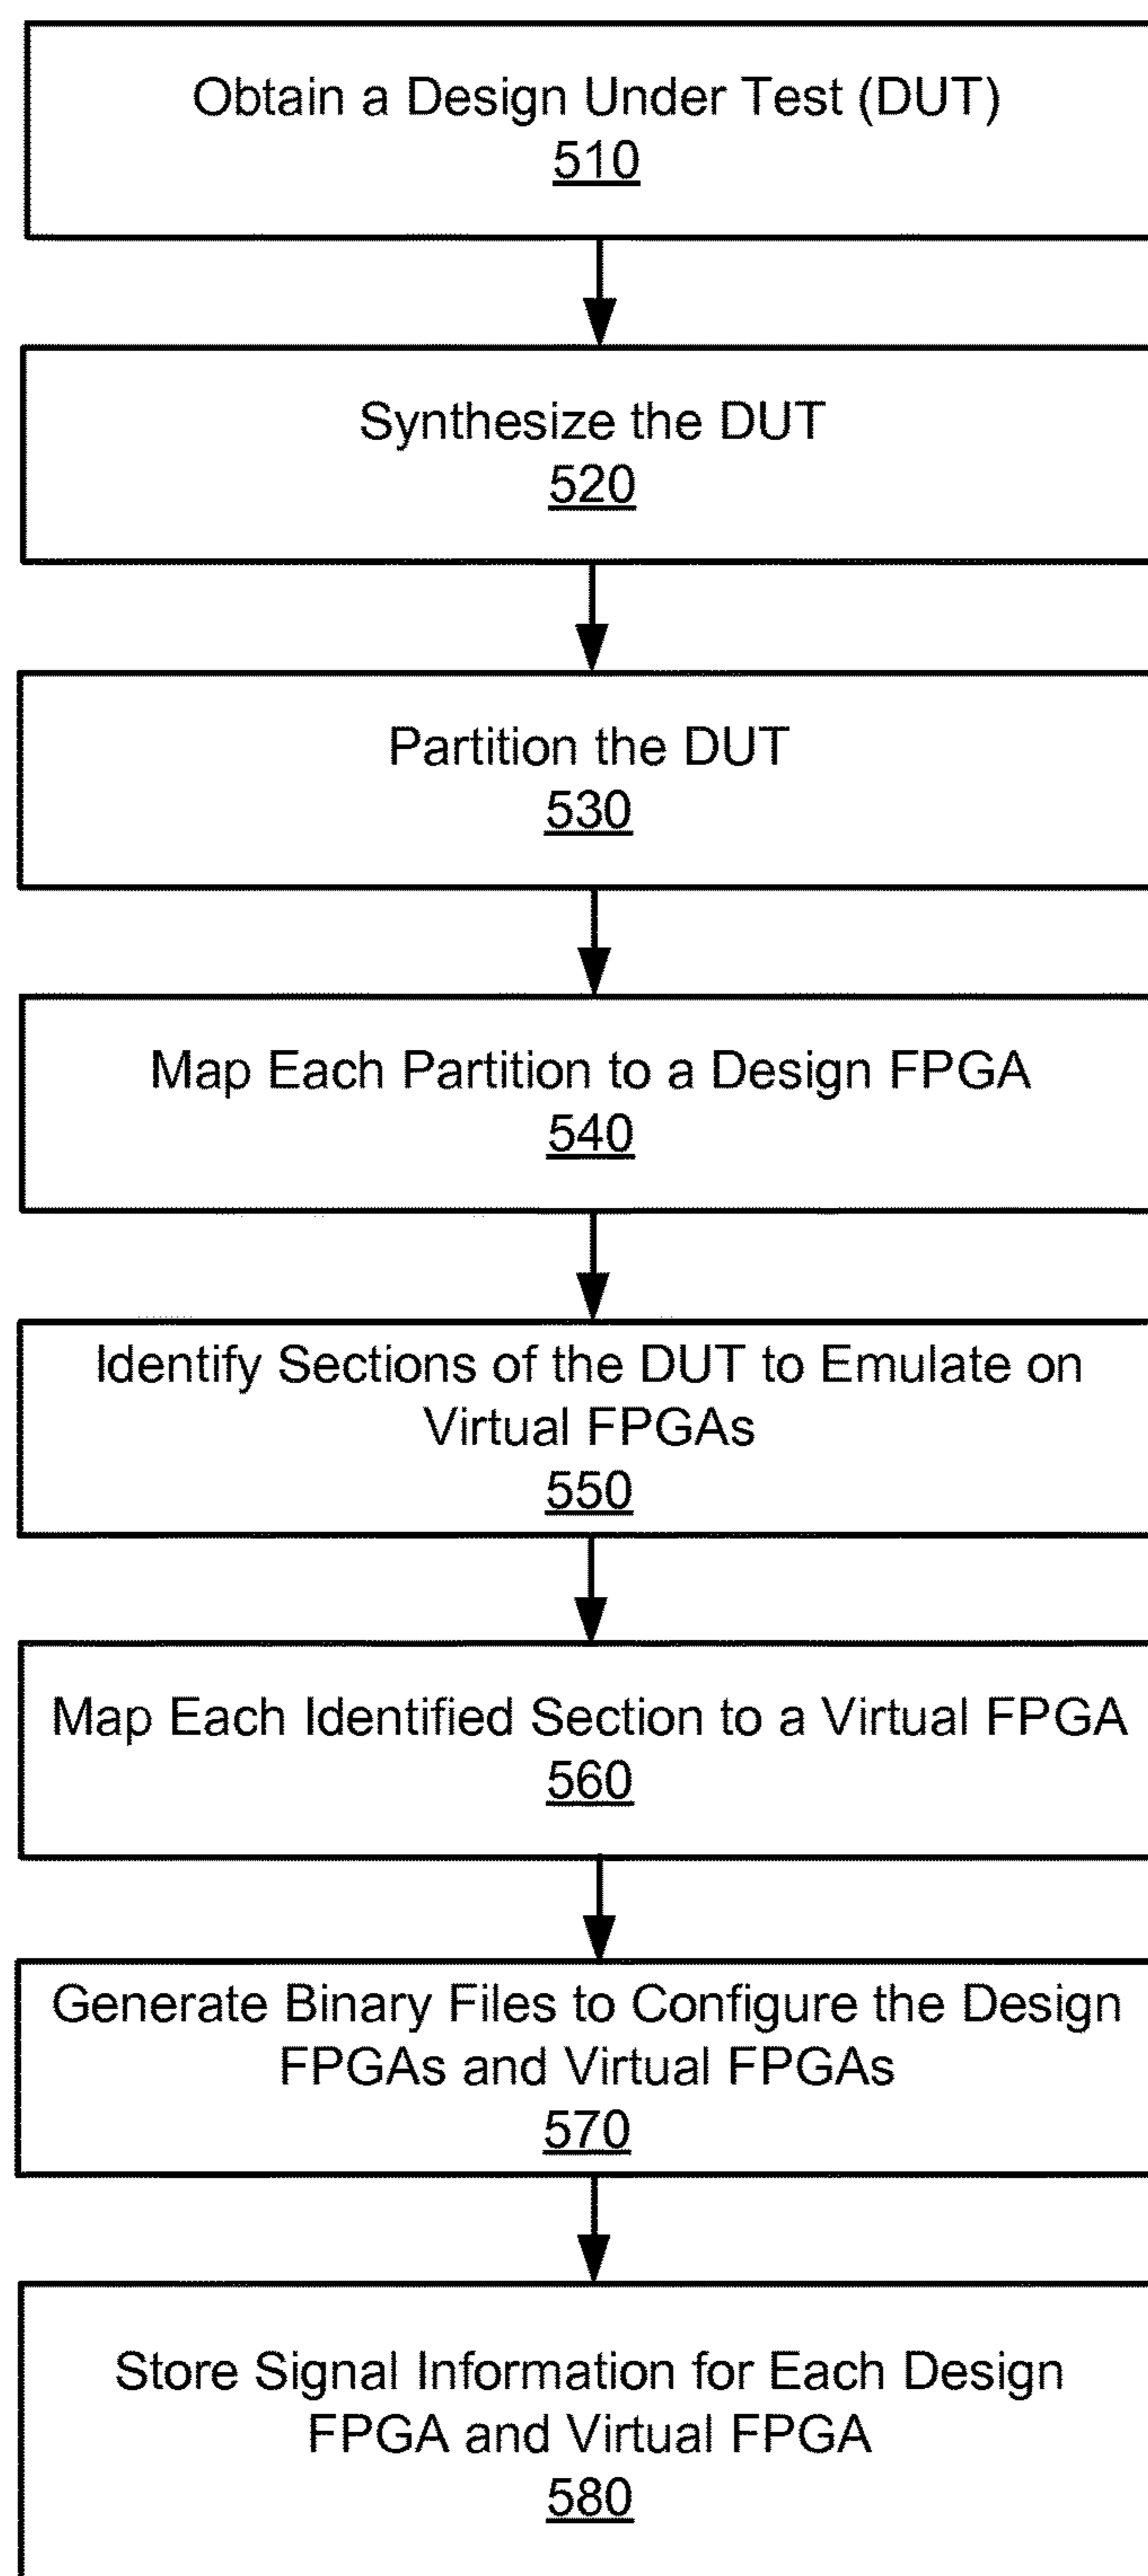 Obtain a Design Under Test (DUT)
510
Synthesize the DUT
520
Partition the DUT
530
Map Each Partition to a Design FPGA
540
Identify Sections of the DUT to Emulate on
Virtual FPGAs
550
Map Each Identified Section to a Virtual FPGA
560
Generate Binary Files to Configure the Design
FPGAs and Virtual FPGAs
570
Store Signal Information for Each Design
FPGA and Virtual FPGA
580